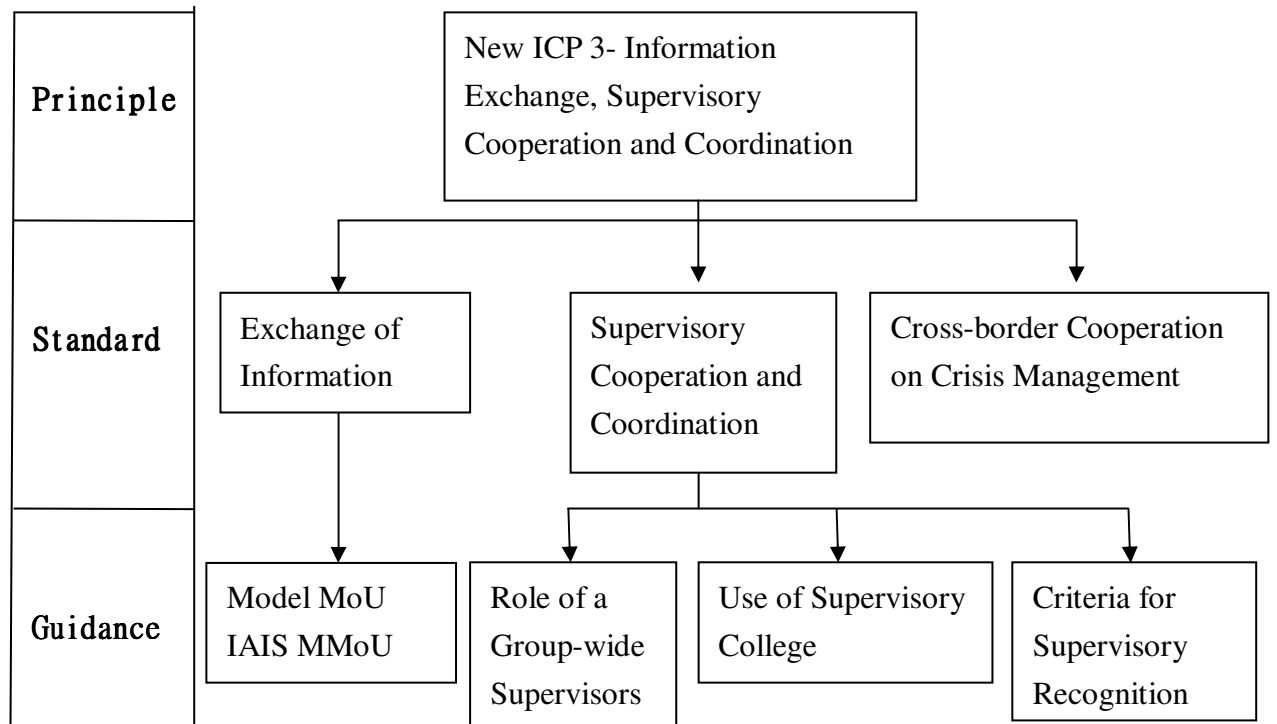 Principle
New ICP 3- Information
Exchange, Supervisory
Cooperation and Coordination
Standard
Exchange of
Information
Supervisory
Cooperation and
Coordination
Cross-border Cooperation
on Crisis Management
Guidance
Model MoU
IAIS MMoU
Role of a
Group-wide
Supervisors
Use of Supervisory
College
Criteria for
Supervisory
Recognition